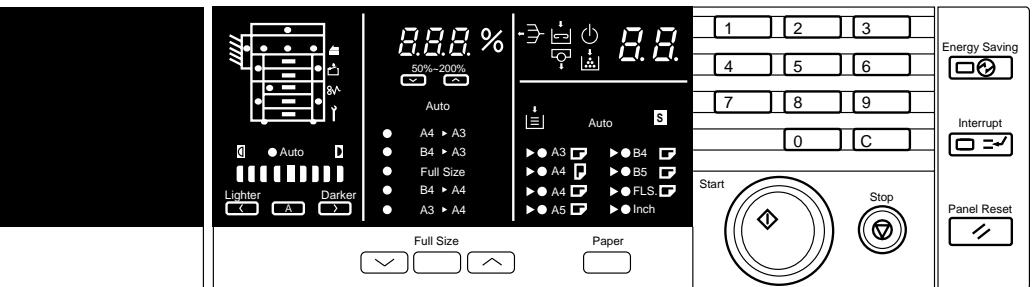 8.8.8. %
50%~200%
Auto
A4 ▸ A3
B4 ▸ A3
Full Size
B4 ▸ A4
A3 ▸ A4
Auto
Lighter
A
Darker
8.8.
Auto
S
A3
A4
A4
A5
B4
B5
FLS.
Inch
Full Size
Paper
1 2 3
4 5 6
7 8 9
0 C
Start
Stop
Energy Saving
Interrupt
Panel Reset